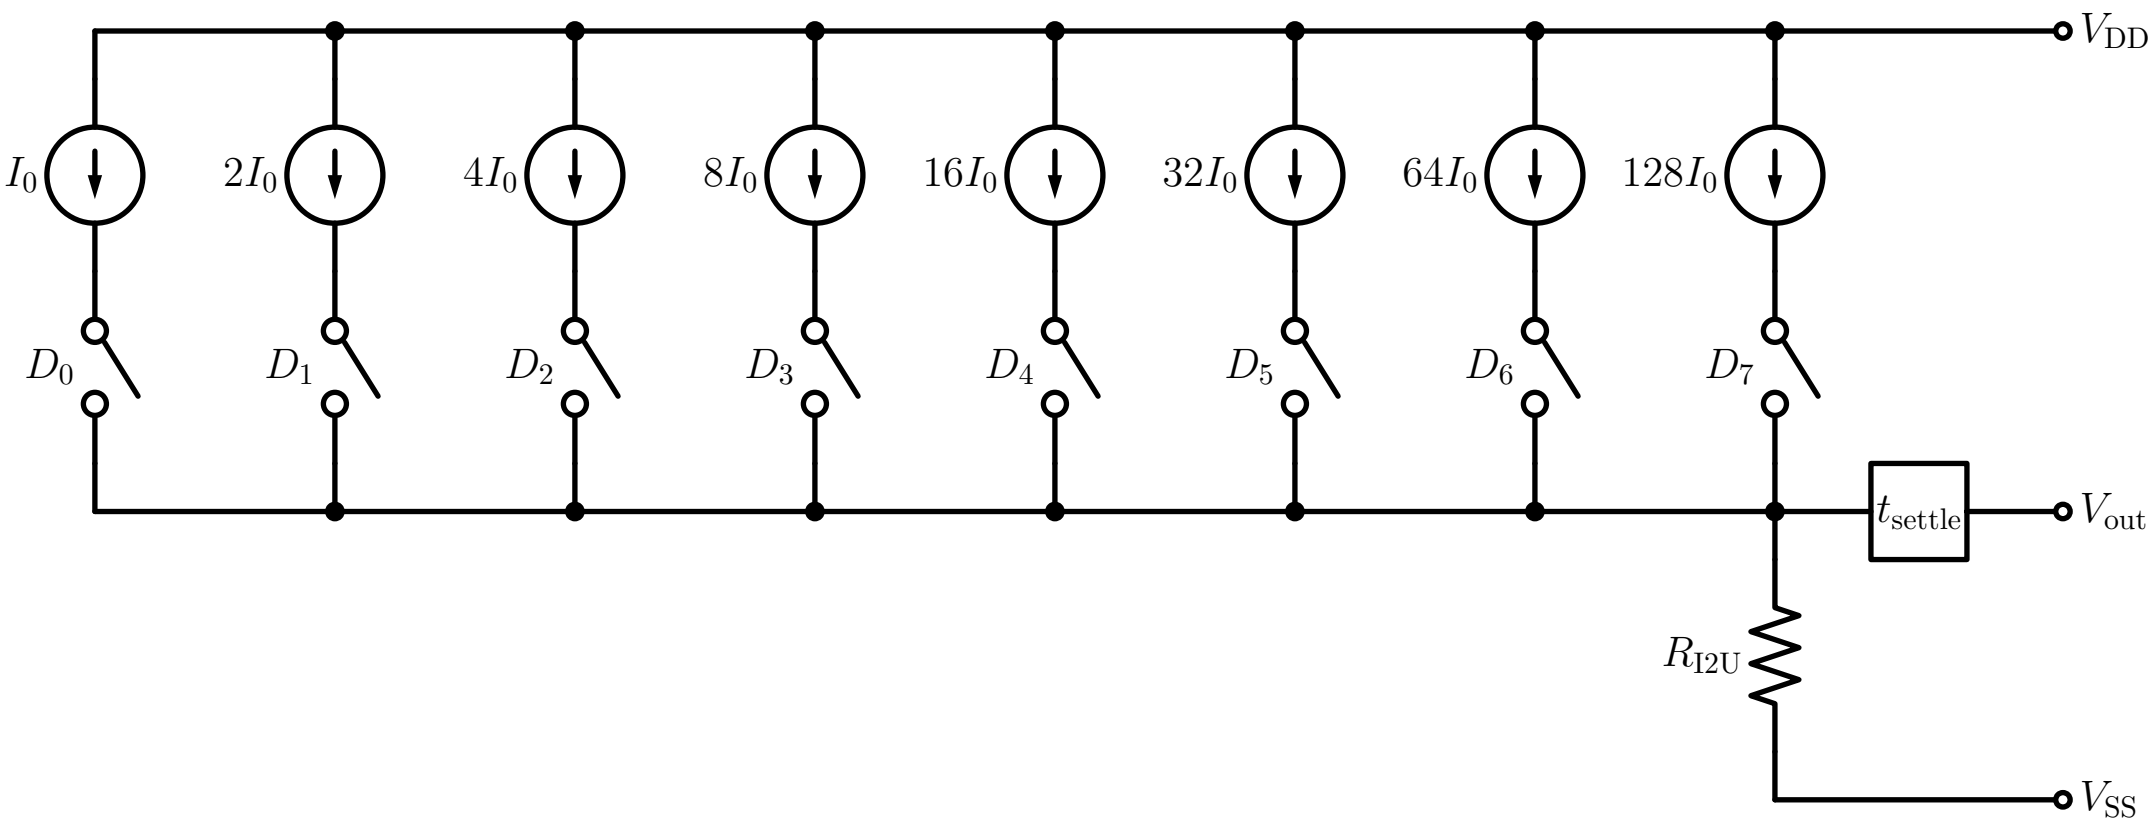 V_DD
I_0 2I_0 4I_0 8I_0 16I_0 32I_0 64I_0 128I_0
D_0 D_1 D_2 D_3 D_4 D_5 D_6 D_7
t_settle V_out
R_I2U
V_SS